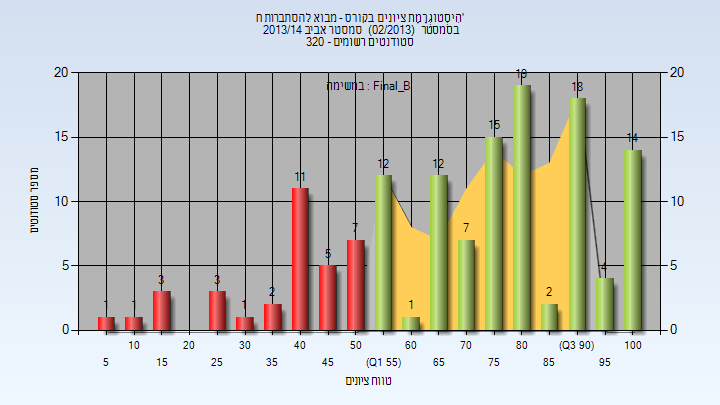 הִיסְטוֹגְרָמַת ציונים בקורס - מבוא להסתברות ח'
בסמסטר (02/2013) סמסטר אביב 2013/14
סטודנטים רשומים - 320
במשימה : Final_B
מספר סטודנטים
20 20
15 15
10 10
5 5
0 0
1 1 3 3 1 2 11 5 7 12 1 12 7 15 19 2 18 4 14
10 20 30 40 50 60 70 80 (Q3 90) 100
5 15 25 35 45 (Q1 55) 65 75 85 95
טווח ציונים